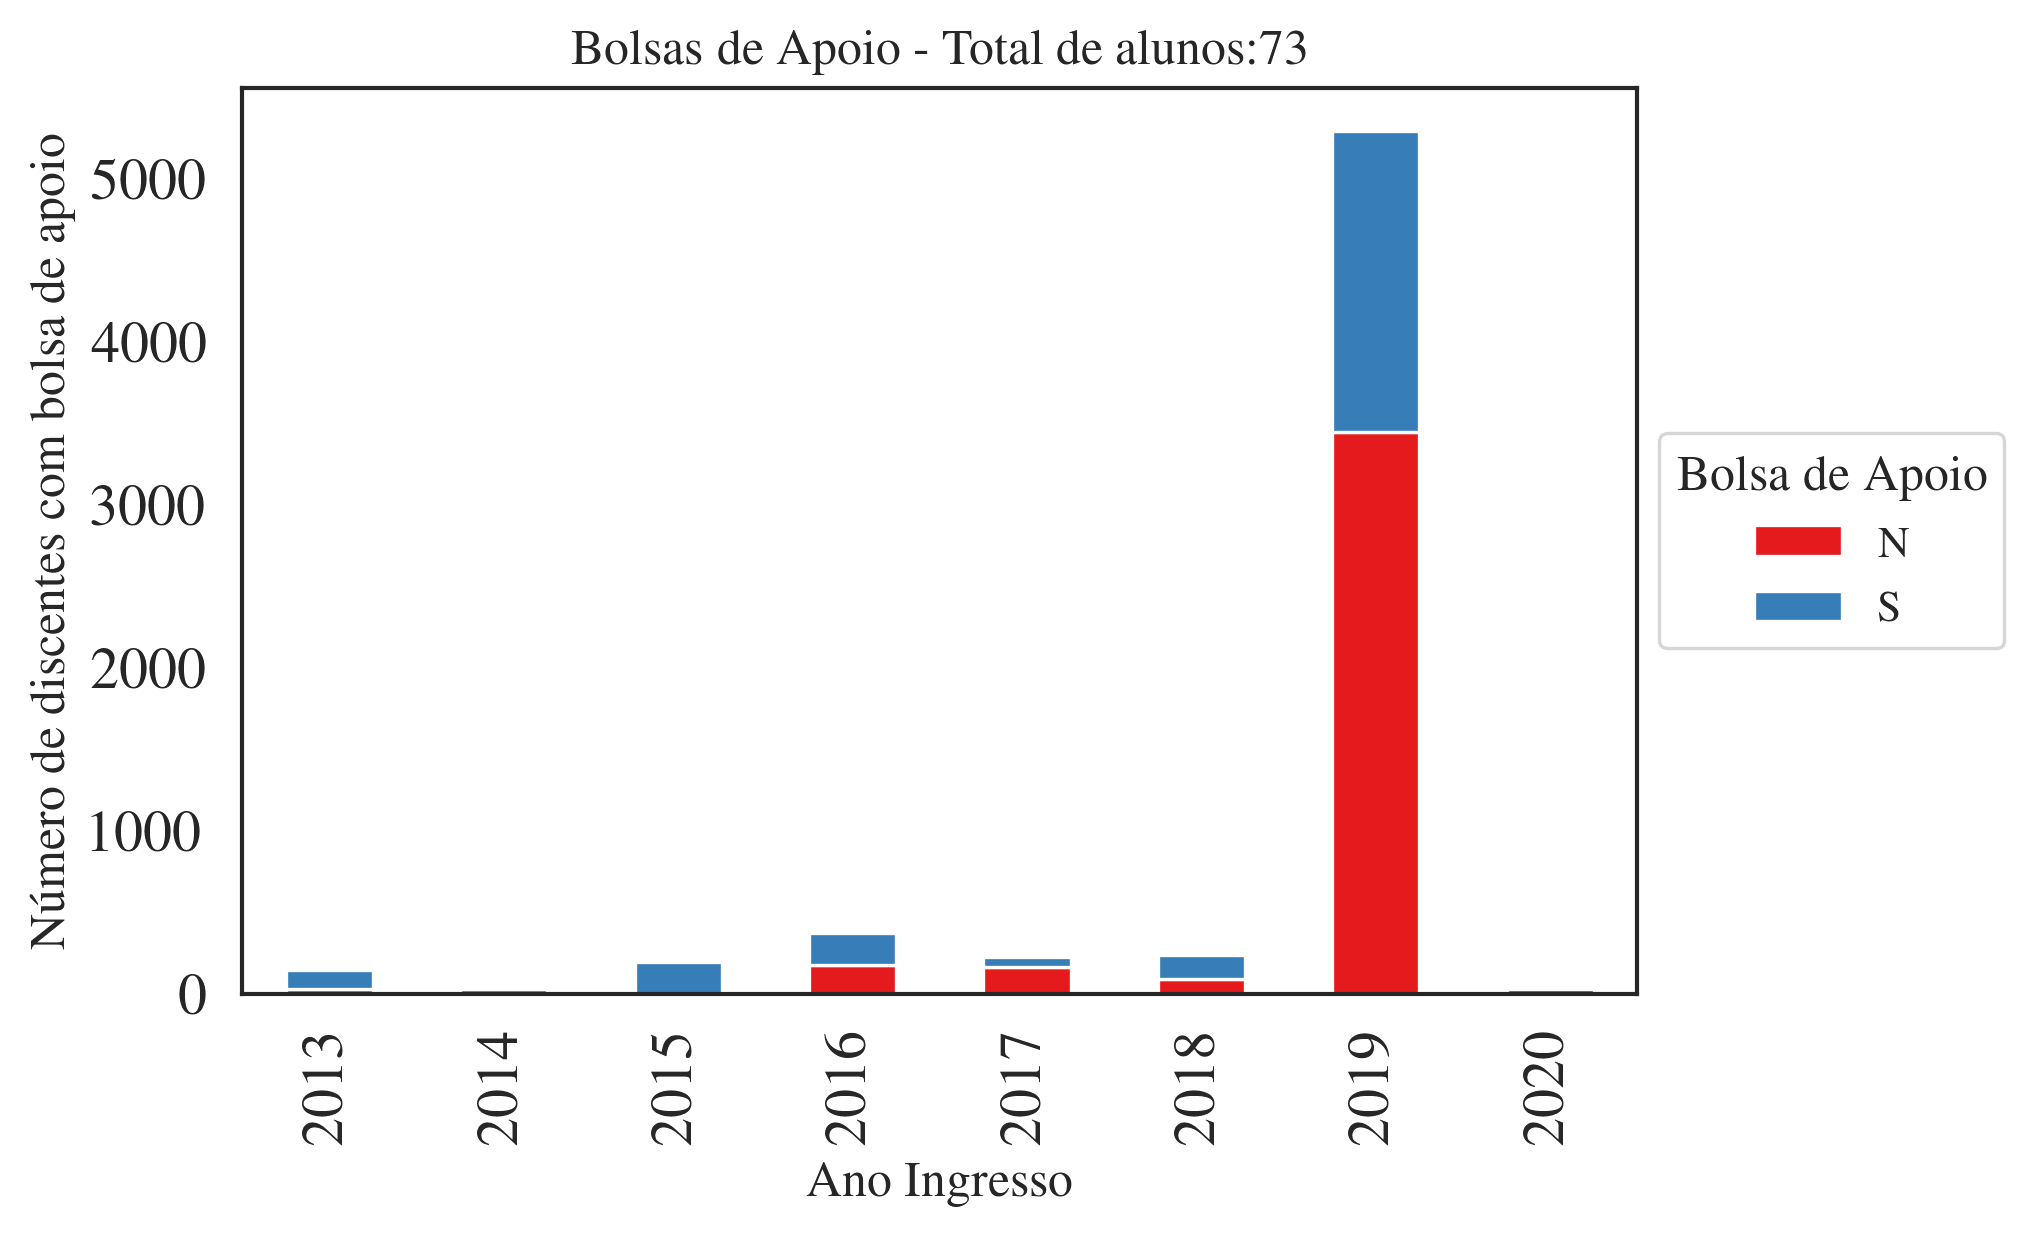 Bolsas de Apoio - Total de alunos:73
Número de discentes com bolsa de apoio
5000
4000
3000
2000
1000
0
2013
2014
2015
2016
2017
2018
2019
2020
Ano Ingresso
Bolsa de Apoio
N
S